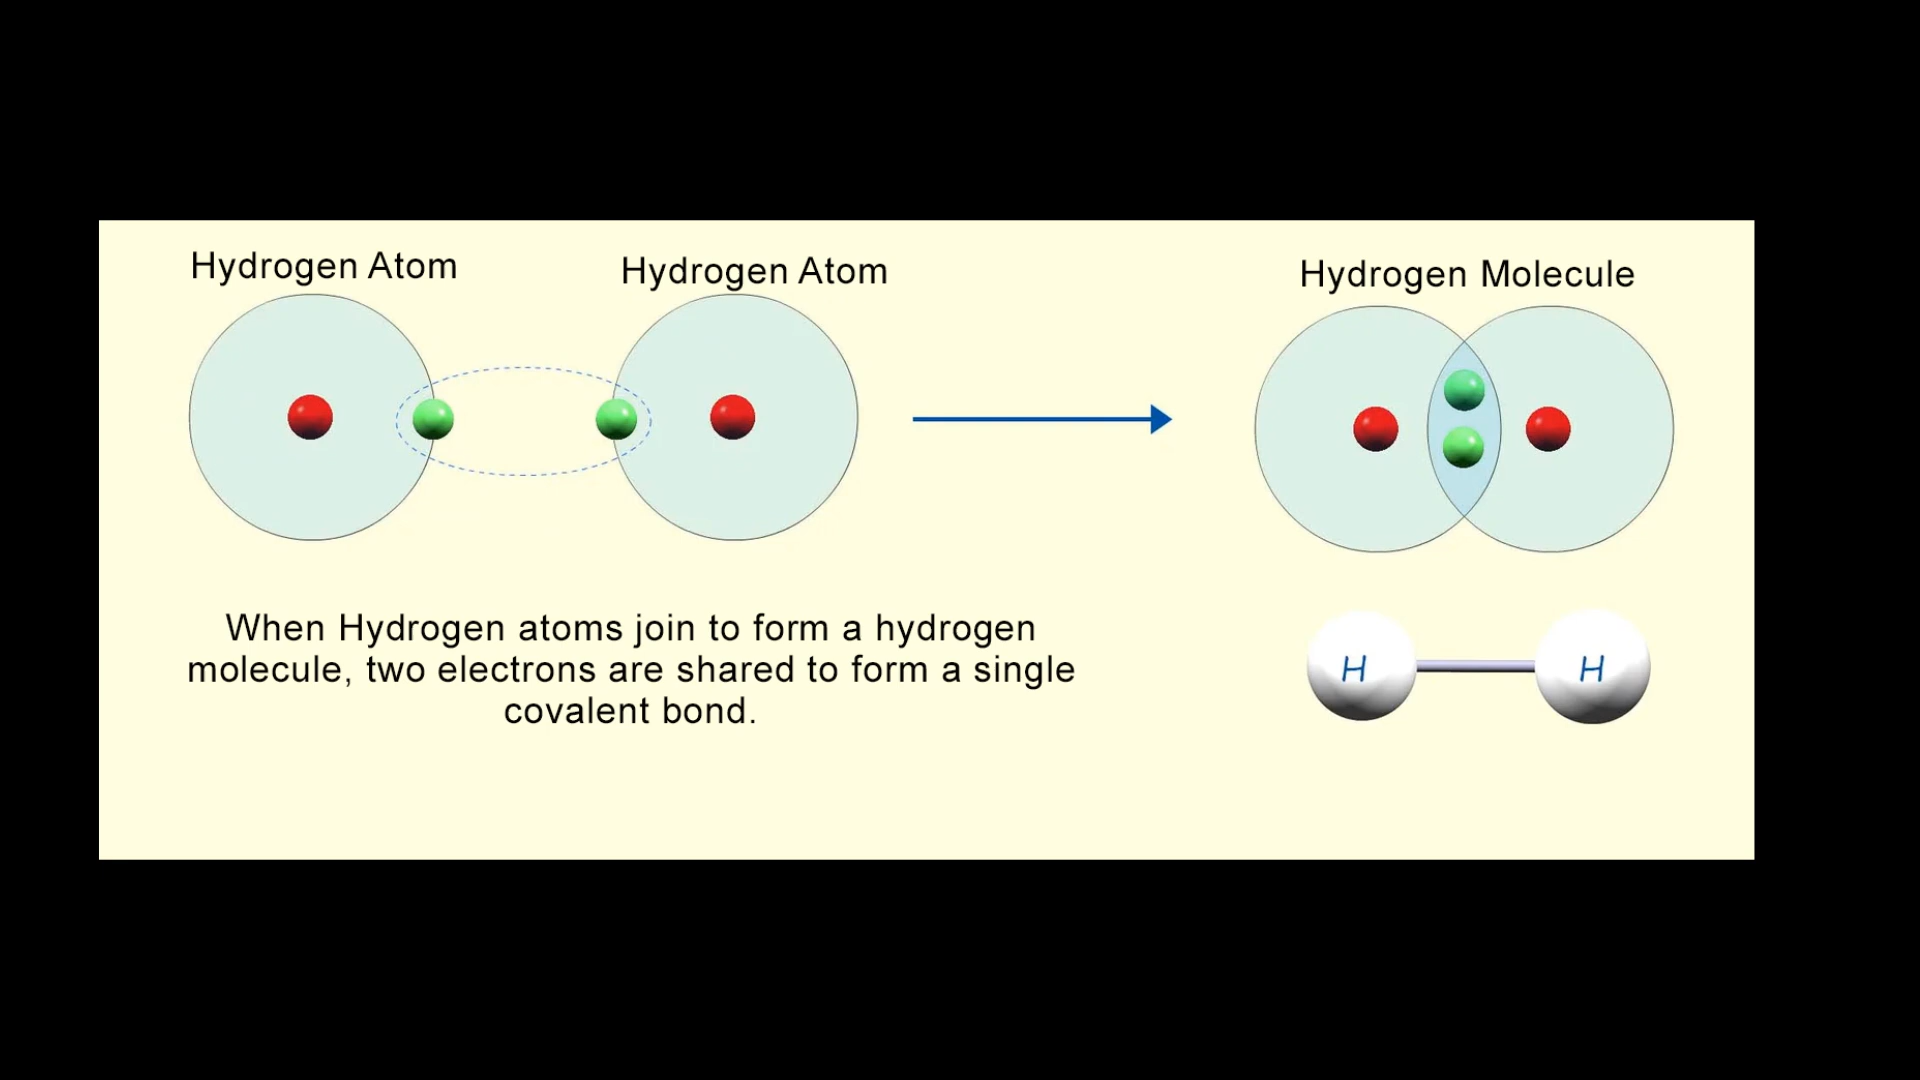 Hydrogen Atom
Hydrogen Atom
Hydrogen Molecule
When Hydrogen atoms join to form a hydrogen
molecule, two electrons are shared to form a single
covalent bond.
H
H